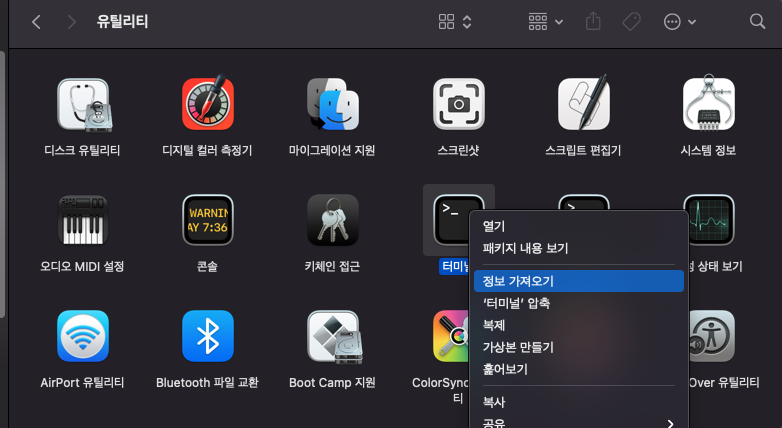 유틸리티
디스크 유틸리티
디지털 컬러 측정기
마이그레이션 지원
스크린샷
스크립트 편집기
시스템 정보
WARNIN
AY 7:36
>_
>
오디오 MIDI 설정
콘솔
키체인 접근
터미널
상태 보기
열기
패키지 내용 보기
정보 가져오기
‘터미널’ 압축
복제
가상본 만들기
훑어보기
복사
공유
AirPort 유틸리티
Bluetooth 파일 교환
Boot Camp 지원
ColorSync
티
Over 유틸리티